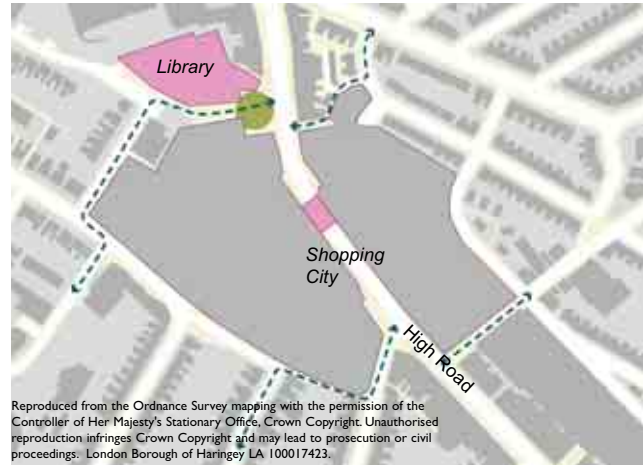 Library
Shopping
City
High Road
Reproduced from the Ordnance Survey mapping with the permission of the
Controller of Her Majesty's Stationary Office, Crown Copyright. Unauthorised
reproduction infringes Crown Copyright and may lead to prosecution or civil
proceedings. London Borough of Haringey LA 100017423.